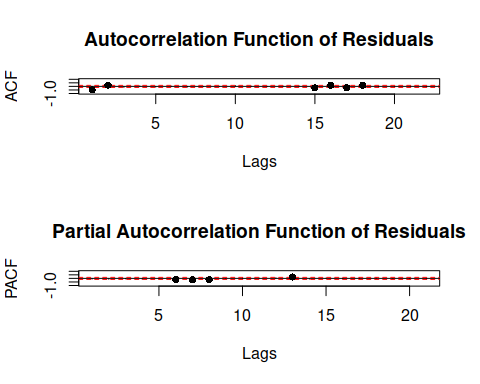 Autocorrelation Function of Residuals
ACF
-1.0
5 10 15 20
Lags
Partial Autocorrelation Function of Residuals
PACF
-1.0
5 10 15 20
Lags